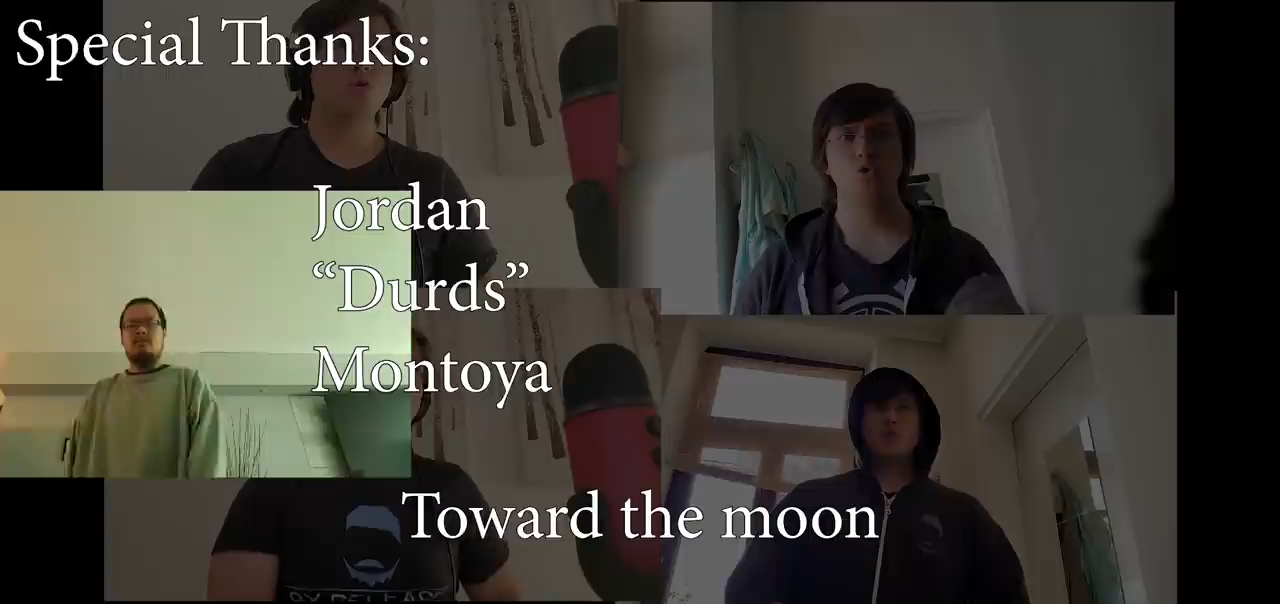 Special Thanks:
Jordan
“Durds”
Montoya
Toward the moon